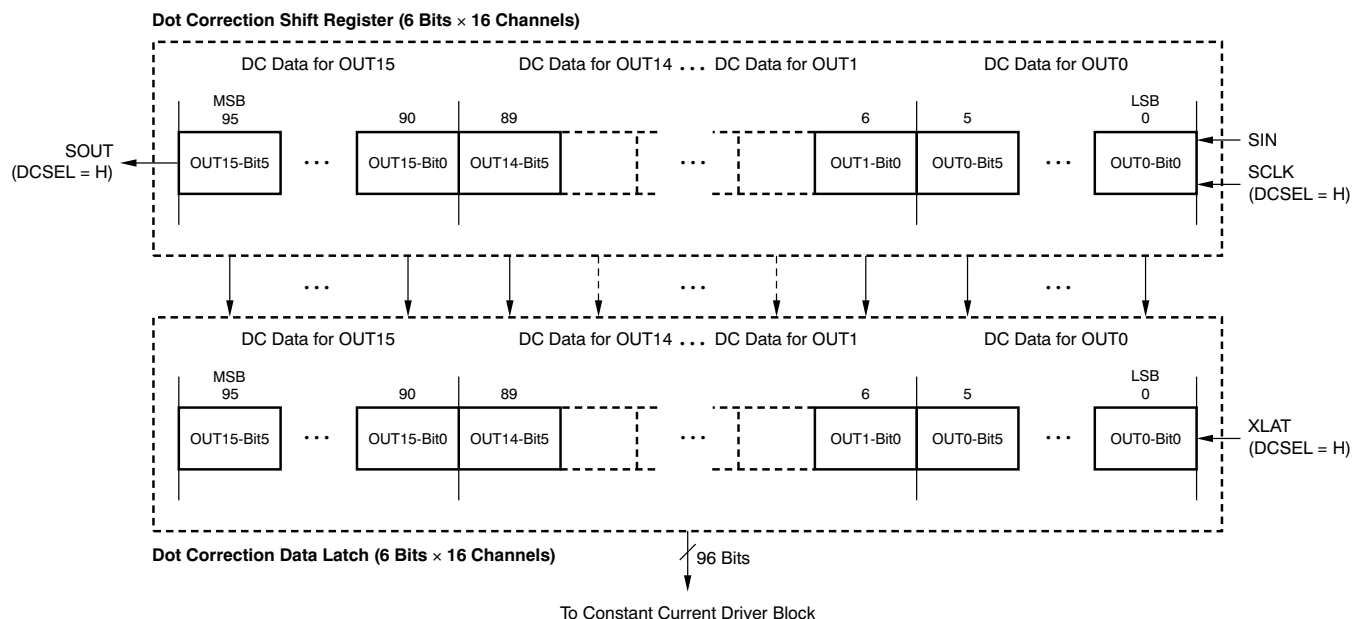 Dot Correction Shift Register (6 Bits × 16 Channels)
DC Data for OUT15
DC Data for OUT14 ... DC Data for OUT1
DC Data for OUT0
MSB
LSB
95
90
89
6
5
0
SOUT
(DCSEL = H)
OUT15-Bit5
...
OUT15-Bit0
OUT14-Bit5
...
OUT1-Bit0
OUT0-Bit5
...
OUT0-Bit0
SIN
SCLK
(DCSEL = H)
...
...
...
DC Data for OUT15
DC Data for OUT14 ... DC Data for OUT1
DC Data for OUT0
MSB
LSB
95
90
89
6
5
0
OUT15-Bit5
...
OUT15-Bit0
OUT14-Bit5
...
OUT1-Bit0
OUT0-Bit5
...
OUT0-Bit0
XLAT
(DCSEL = H)
Dot Correction Data Latch (6 Bits × 16 Channels)
96 Bits
To Constant Current Driver Block